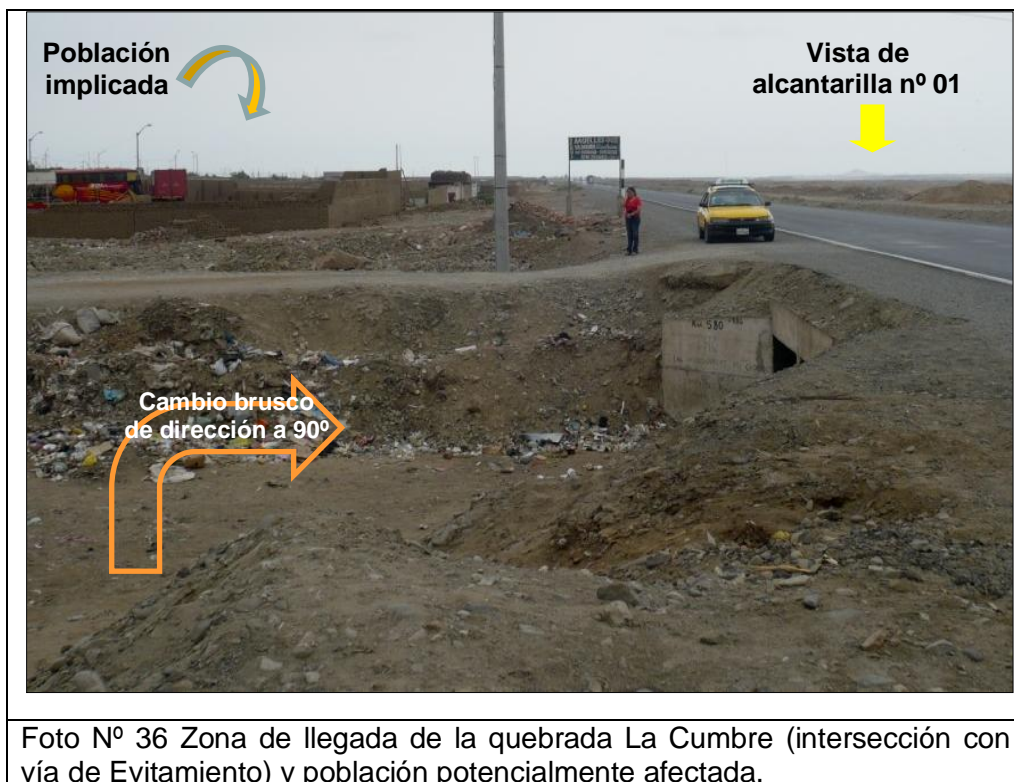 Población
implicada
Vista de
alcantarilla nº 01
Cambio brusco
de dirección a 90º
Foto Nº 36 Zona de llegada de la quebrada La Cumbre (intersección con
vía de Evitamiento) y población potencialmente afectada.